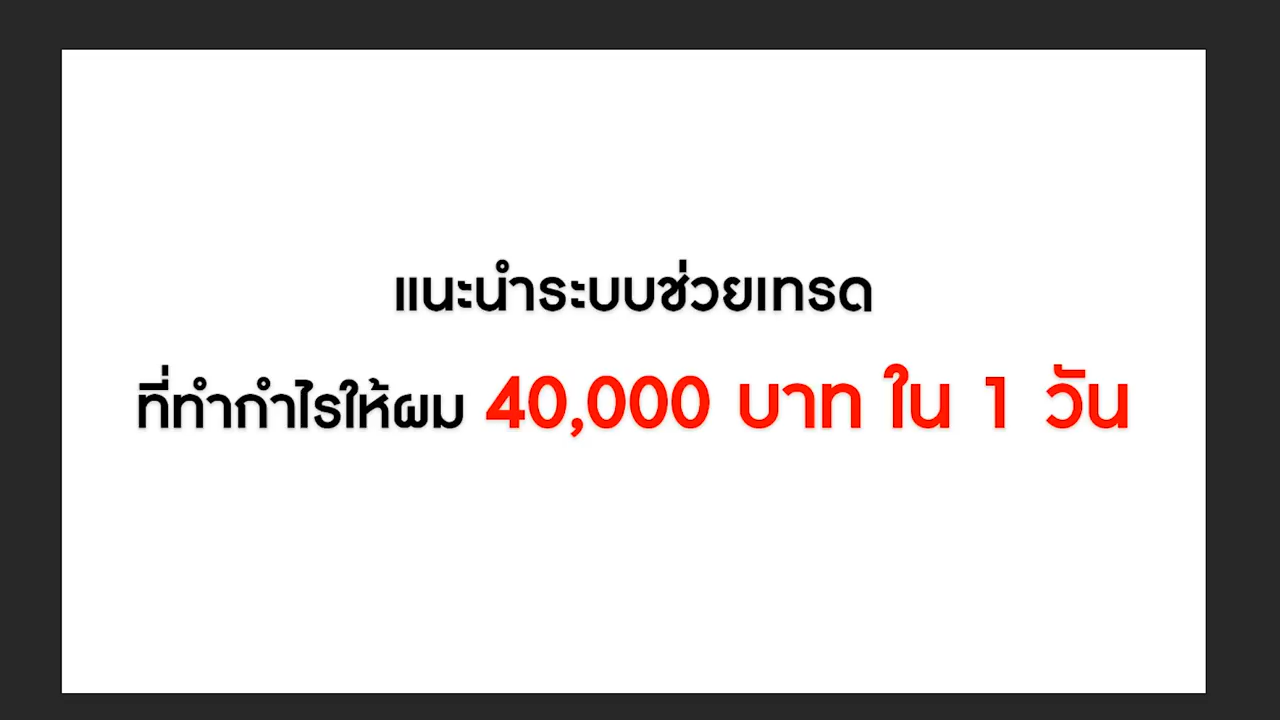 แนะนำระบบช่วยเทรด
ที่ทำกำไรให้ผม 40,000 บาท ใน 1 วัน